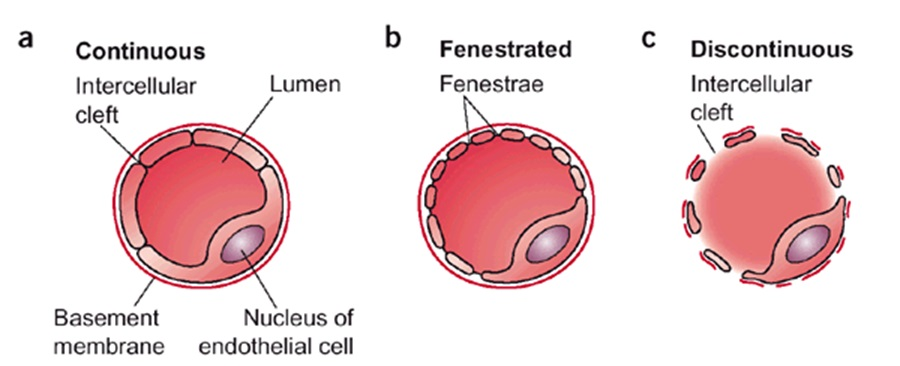 a
Continuous
Intercellular
cleft
Lumen
Basement
membrane
Nucleus of
endothelial cell
b
Fenestrated
Fenestrae
c
Discontinuous
Intercellular
cleft